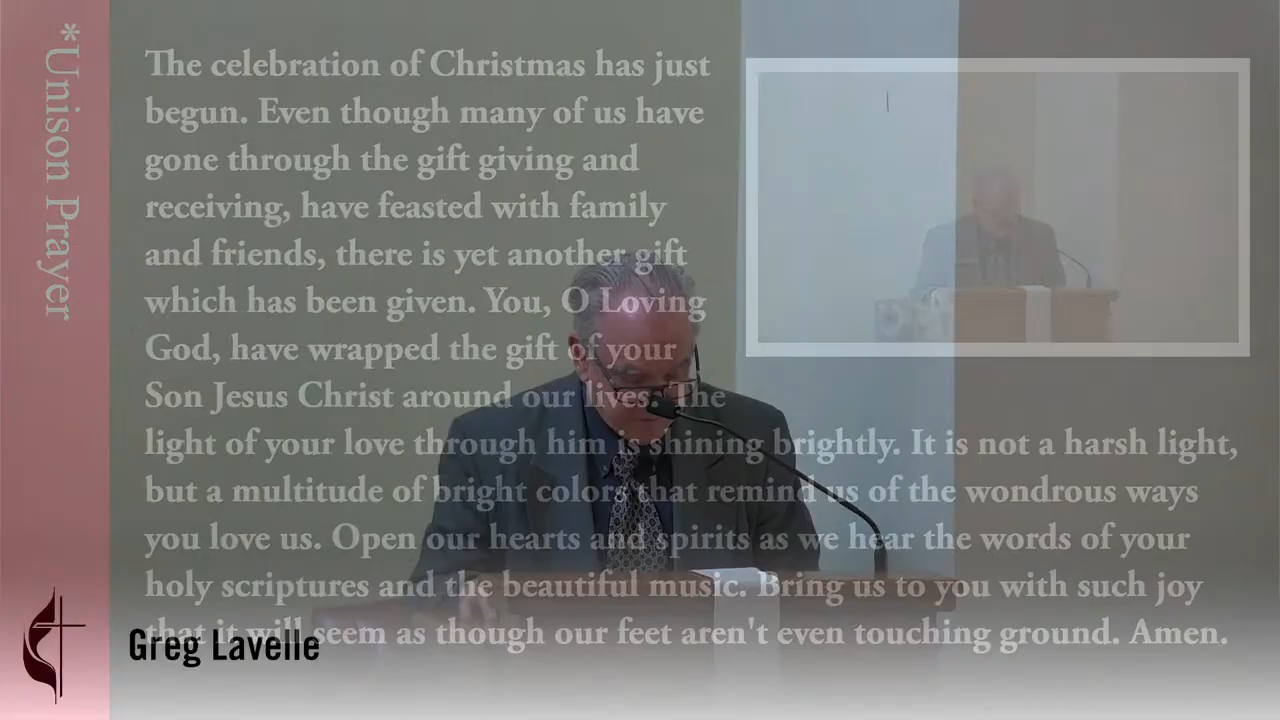 *Unison Prayer
The celebration of Christmas has just
begun. Even though many of us have
gone through the gift giving and
receiving, have feasted with family
and friends, there is yet another gift
which has been given. You, O Loving
God, have wrapped the gift of your
Son Jesus Christ around our lives. The
light of your love through him is shining brightly. It is not a harsh light,
but a multitude of bright colors that remind us of the wondrous ways
you love us. Open our hearts and spirits as we hear the words of your
holy scriptures and the beautiful music. Bring us to you with such joy
that it will seem as though our feet aren't even touching ground. Amen.
Greg Lavelle